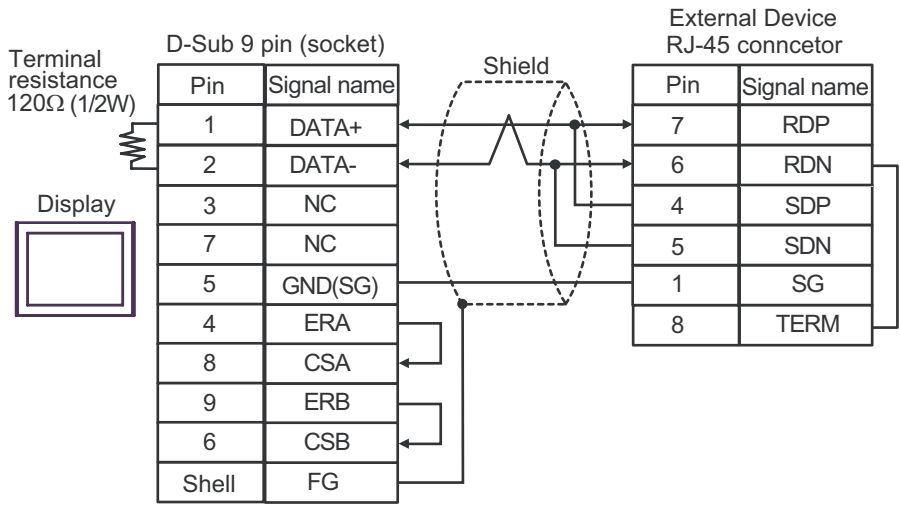 External Device
D-Sub 9 pin (socket)
RJ-45 conncetor
Terminal
resistance
120Ω (1/2W)
Shield
Pin Signal name
1 DATA+
2 DATA-
3 NC
7 NC
5 GND(SG)
4 ERA
8 CSA
9 ERB
6 CSB
Shell FG
Display
Pin Signal name
7 RDP
6 RDN
4 SDP
5 SDN
1 SG
8 TERM